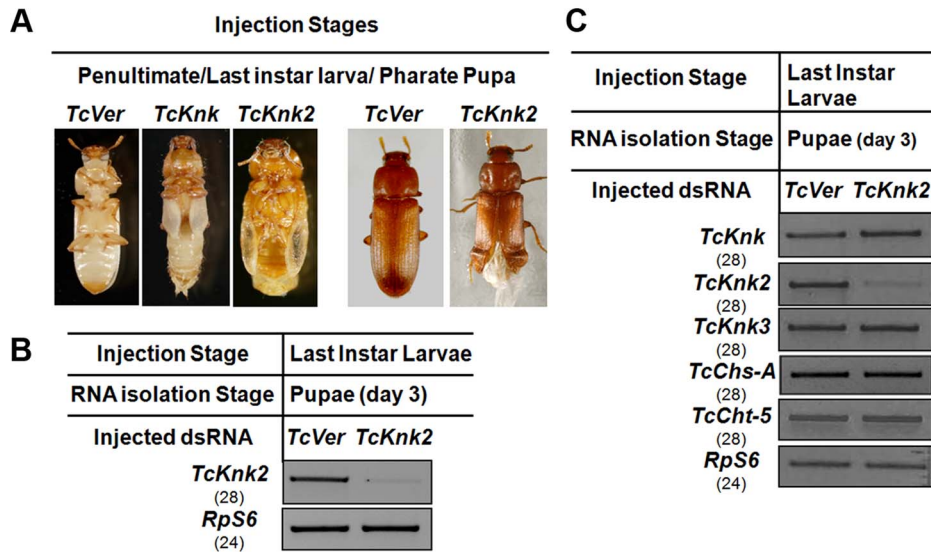 A
Injection Stages
Penultimate/Last instar larva/ Pharate Pupa
TcVer TcKnk TcKnk2 TcVer TcKnk2
B
Injection Stage Last Instar Larvae
RNA isolation Stage Pupae (day 3)
Injected dsRNA TcVer TcKnk2
TcKnk2
(28)
RpS6
(24)
C
Injection Stage Last Instar
Larvae
RNA isolation Stage Pupae (day 3)
Injected dsRNA TcVer TcKnk2
TcKnk
(28)
TcKnk2
(28)
TcKnk3
(28)
TcChs-A
(28)
TcCht-5
(28)
RpS6
(24)